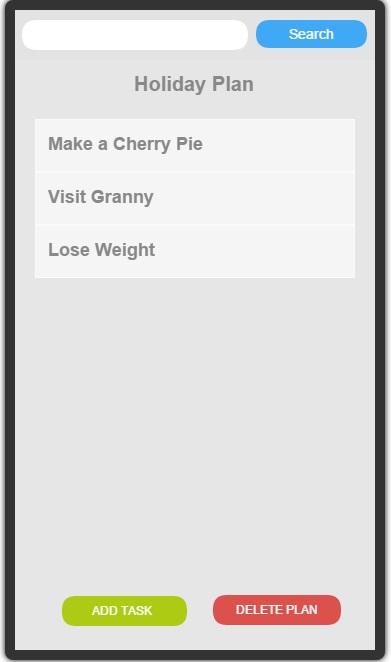 Search
Holiday Plan
Make a Cherry Pie
Visit Granny
Lose Weight
ADD TASK
DELETE PLAN